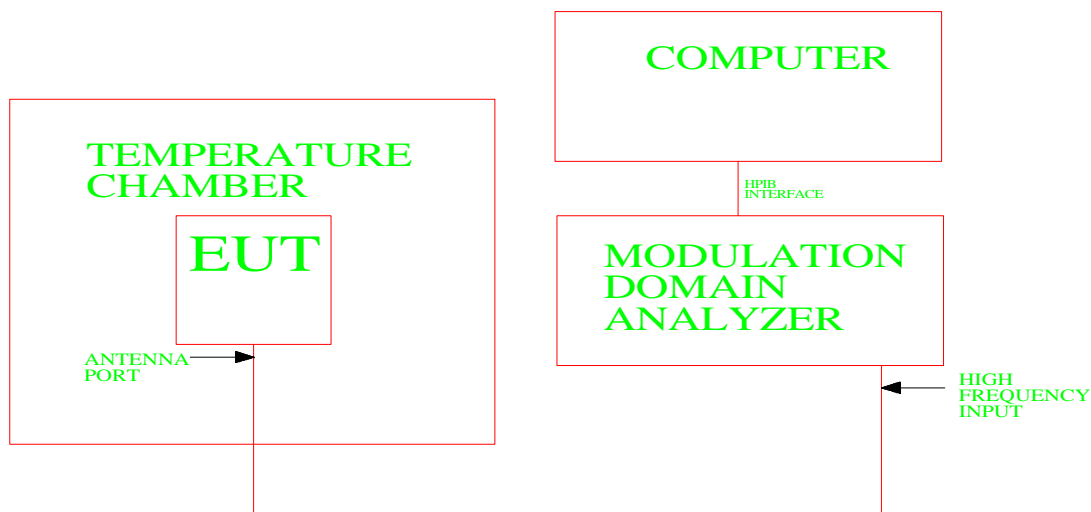 COMPUTER
TEMPERATURE
CHAMBER
HPIB
INTERFACE
EUT
MODULATION
DOMAIN
ANALYZER
ANTENNA
PORT
HIGH
FREQUENCY
INPUT